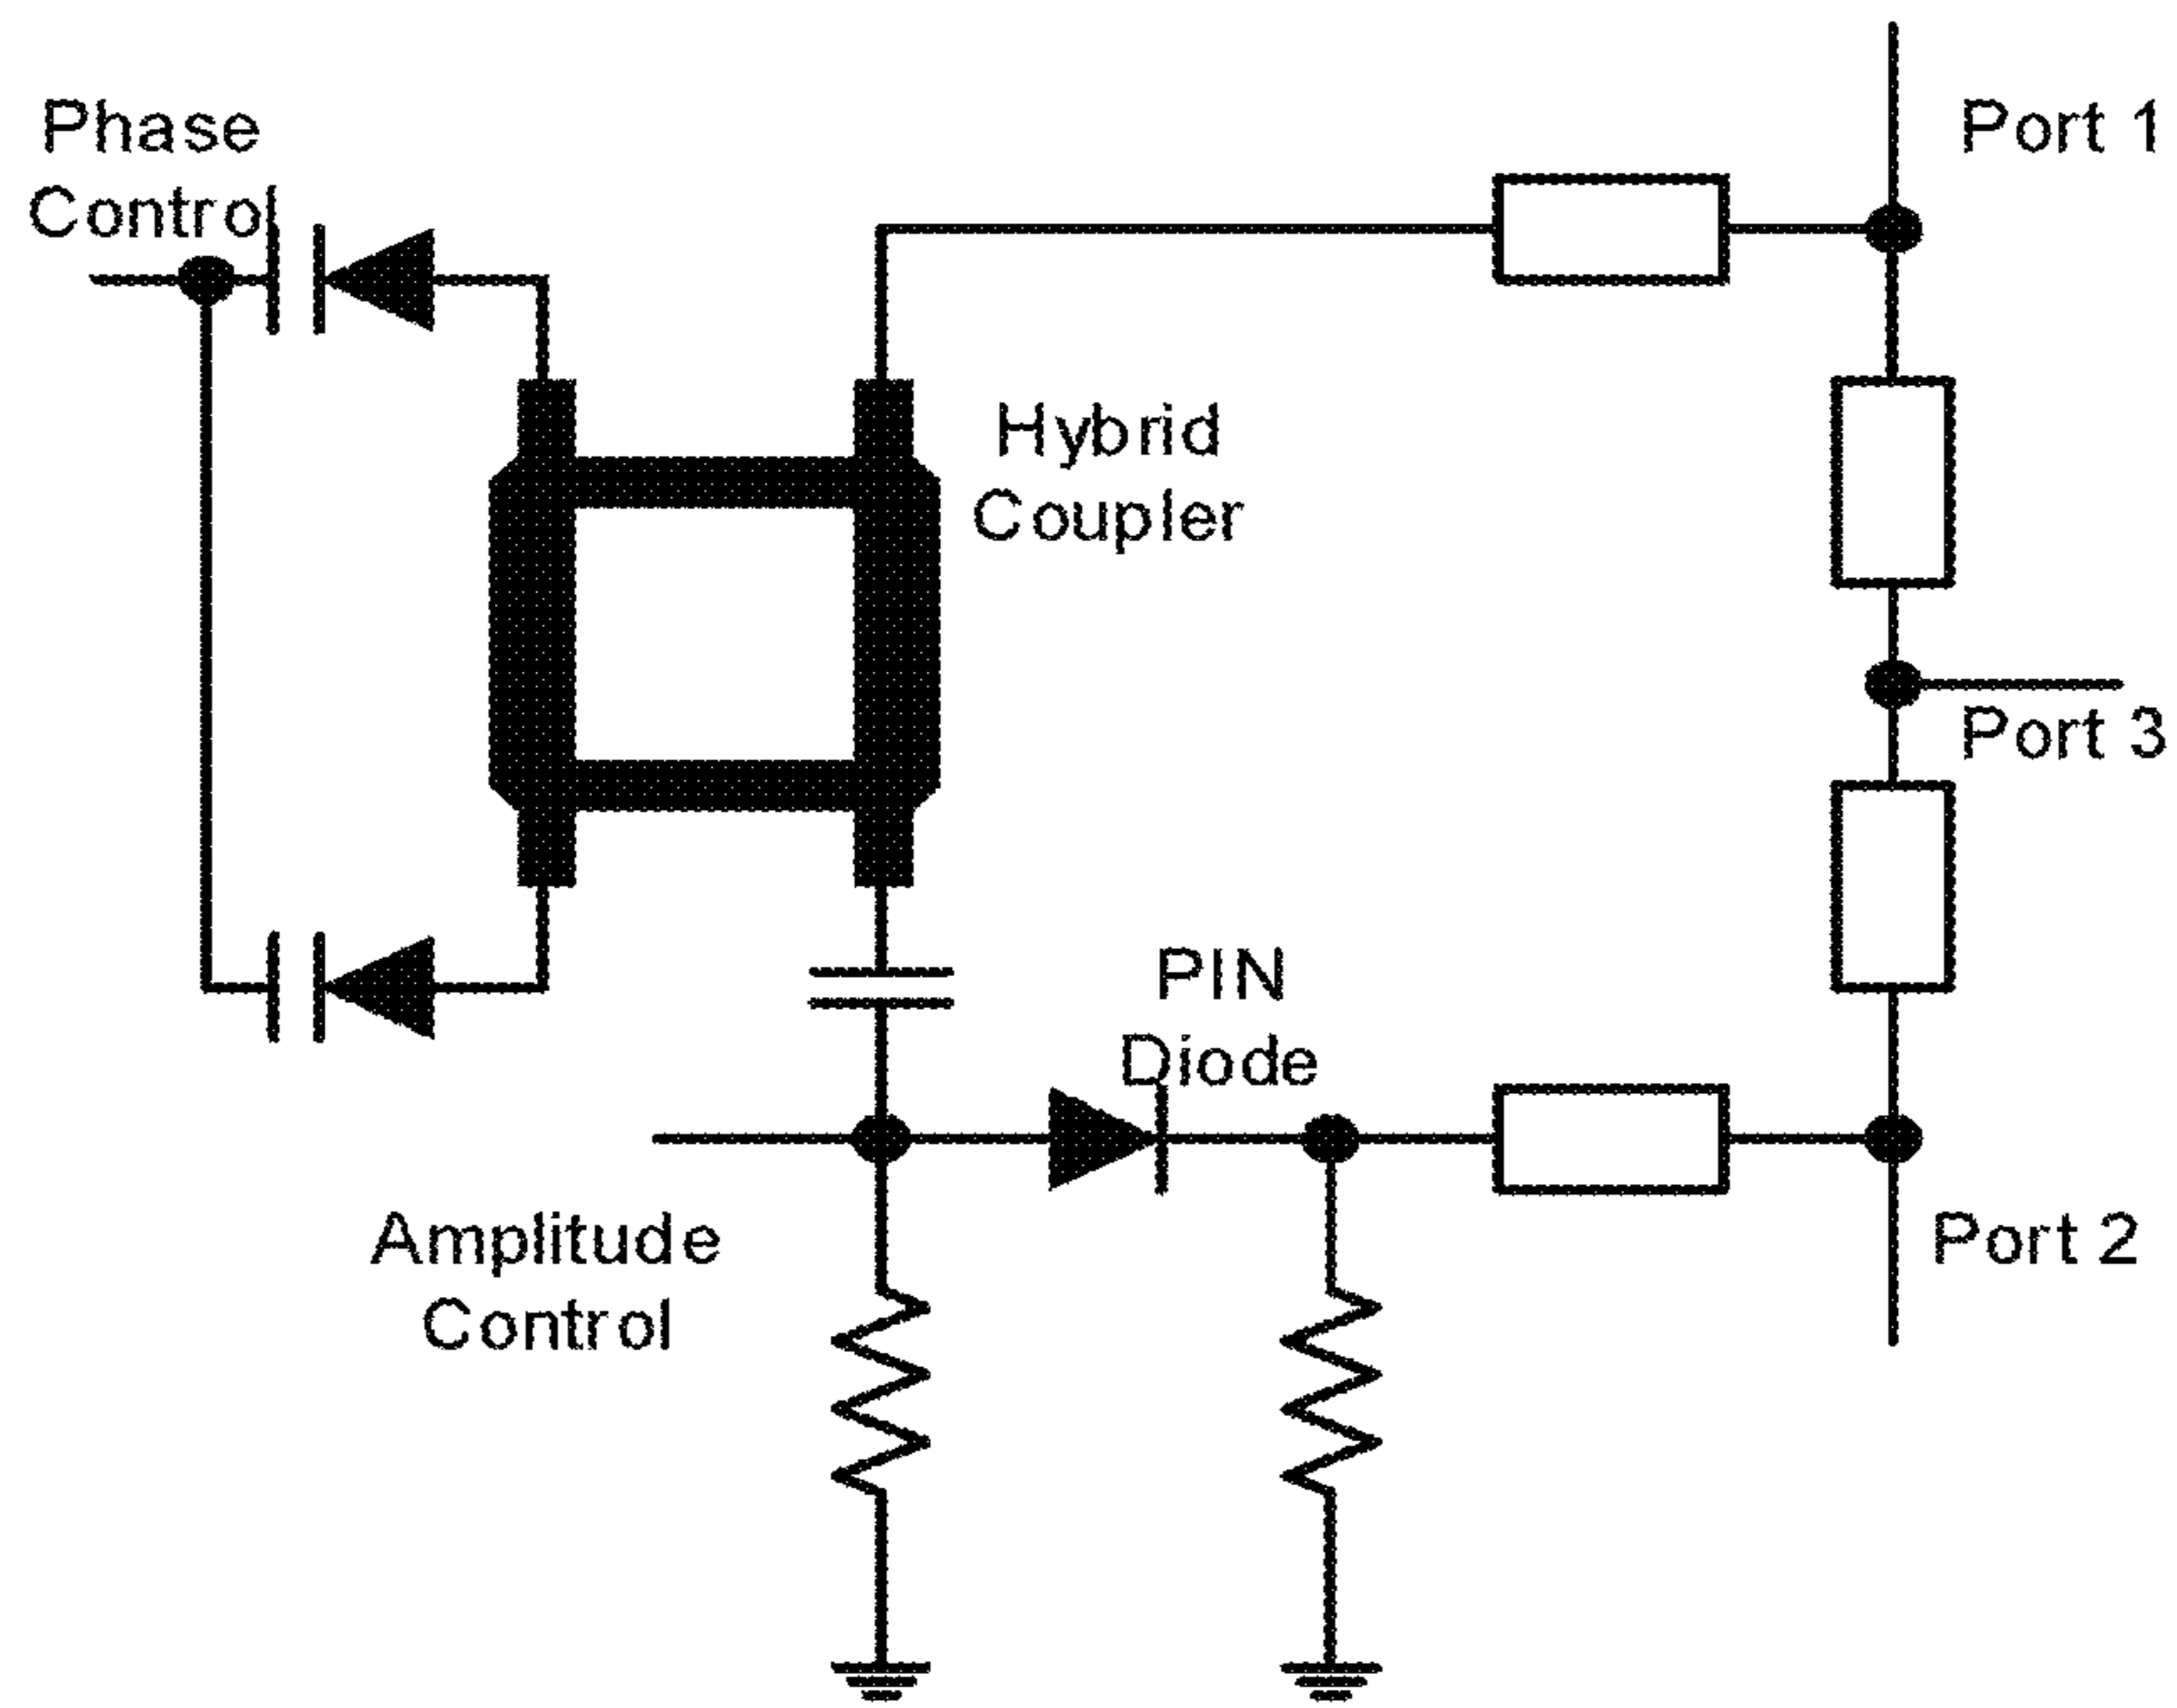 Phase
Control
Port 1
Hybrid
Coupler
Port 3
PIN
Diode
Amplitude
Control
Port 2